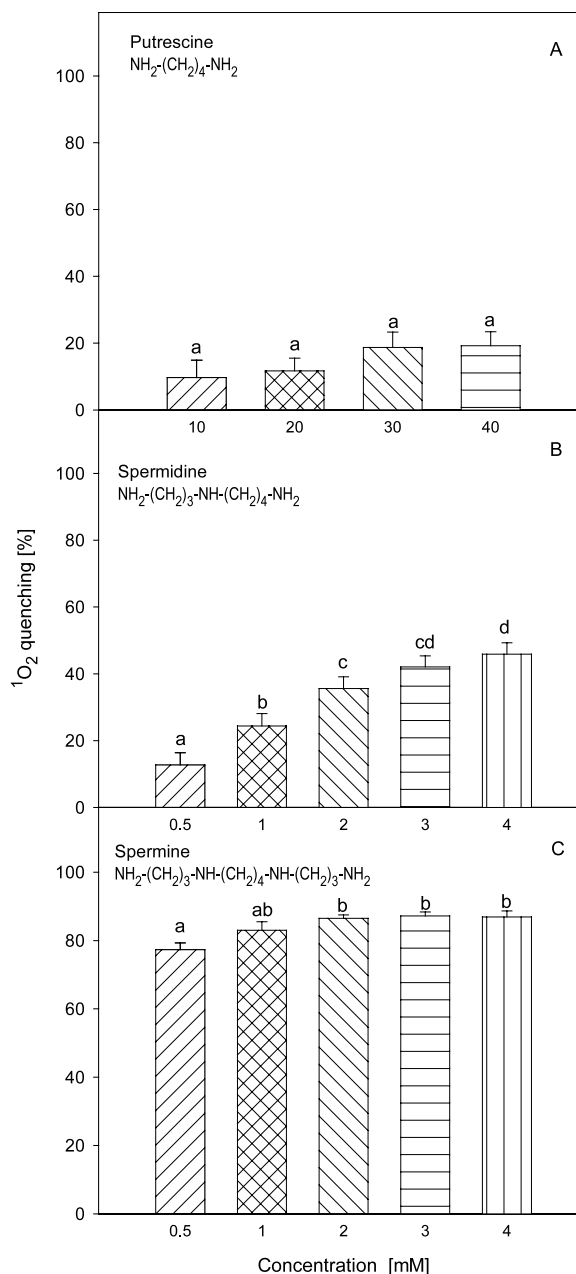 Putrescine
A
NH₂-(CH₂)₄-NH₂
100
80
60
40
20
0
a a a a
10 20 30 40
B
Spermidine
NH₂-(CH₂)₃-NH-(CH₂)₄-NH₂
100
80
60
40
20
0
a b c cd d
0.5 1 2 3 4
¹O₂ quenching [%]
Spermine
C
NH₂-(CH₂)₃-NH-(CH₂)₄-NH-(CH₂)₃-NH₂
100
80
60
40
20
0
a ab b b b
0.5 1 2 3 4
Concentration [mM]